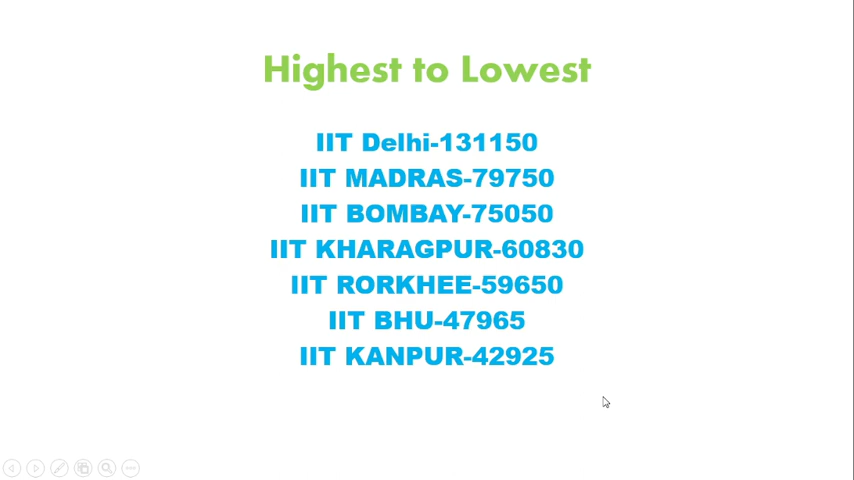 Highest to Lowest
IIT Delhi-131150
IIT MADRAS-79750
IIT BOMBAY-75050
IIT KHARAGPUR-60830
IIT RORKHEE-59650
IIT BHU-47965
IIT KANPUR-42925